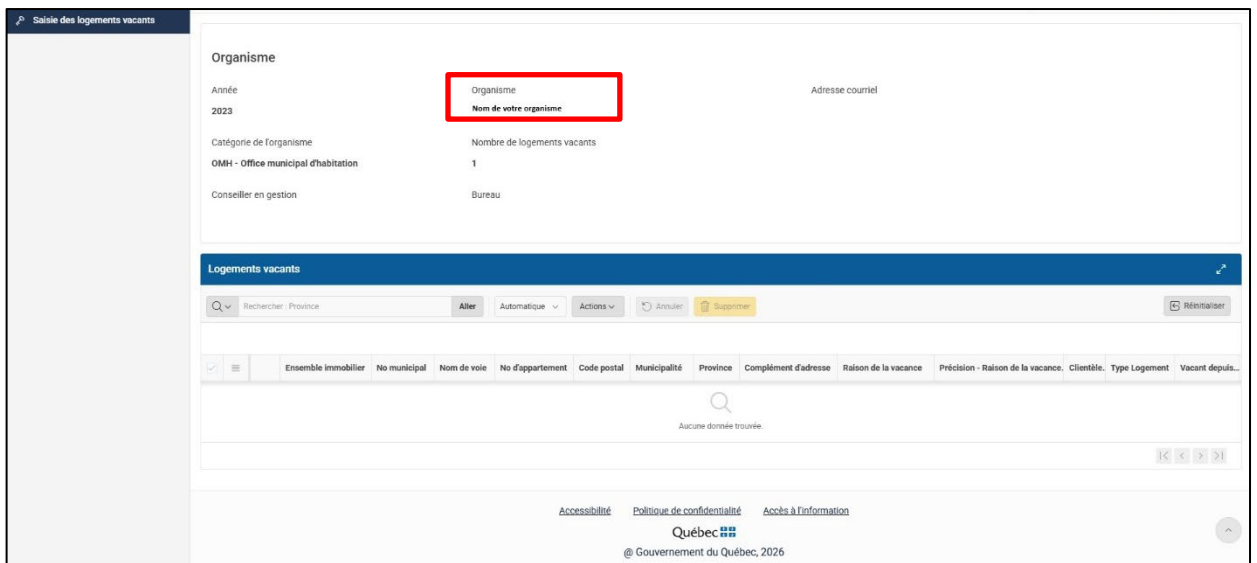 Saisie des logements vacants
Organisme
Année
Organisme
Adresse courriel
2023
Nom de votre organisme
Catégorie de l'organisme
Nombre de logements vacants
OMH - Office municipal d'habitation
1
Conseiller en gestion
Bureau
Logements vacants
Rechercher : Province
Aller
Automatique
Actions
Annuler
Supprimer
Réinitialiser
Ensemble immobilier No municipal Nom de voie No d'appartement Code postal Municipalité Province Complément d'adresse Raison de la vacance Précision - Raison de la vacance. Clientèle. Type Logement Vacant depuis...
Aucune donnée trouvée.
Accessibilité Politique de confidentialité Accès à l'information
Québec
@ Gouvernement du Québec, 2026